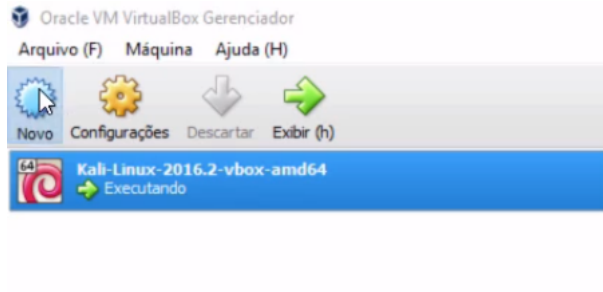 Oracle VM VirtualBox Gerenciador
Arquivo (F) Máquina Ajuda (H)
Novo Configurações Descartar Exibir (h)
64 Kali-Linux-2016.2-vbox-amd64
Executando